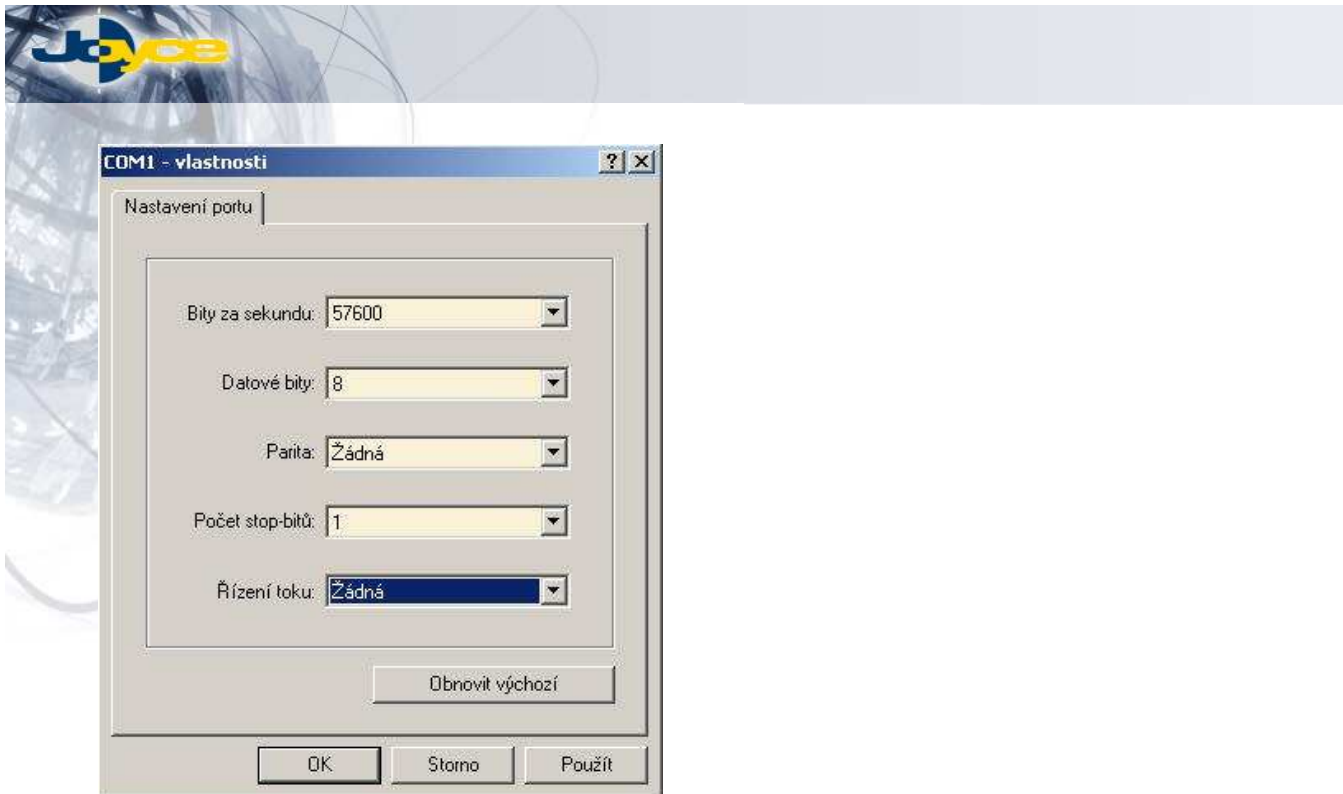 Joyce
COM1 - vlastnosti
Nastavení portu
Bity za sekundu: 57600
Datové bity: 8
Parita: Žádná
Počet stop-bitů: 1
Řízení toku: Žádná
Obnovit výchozí
OK Storno Použít